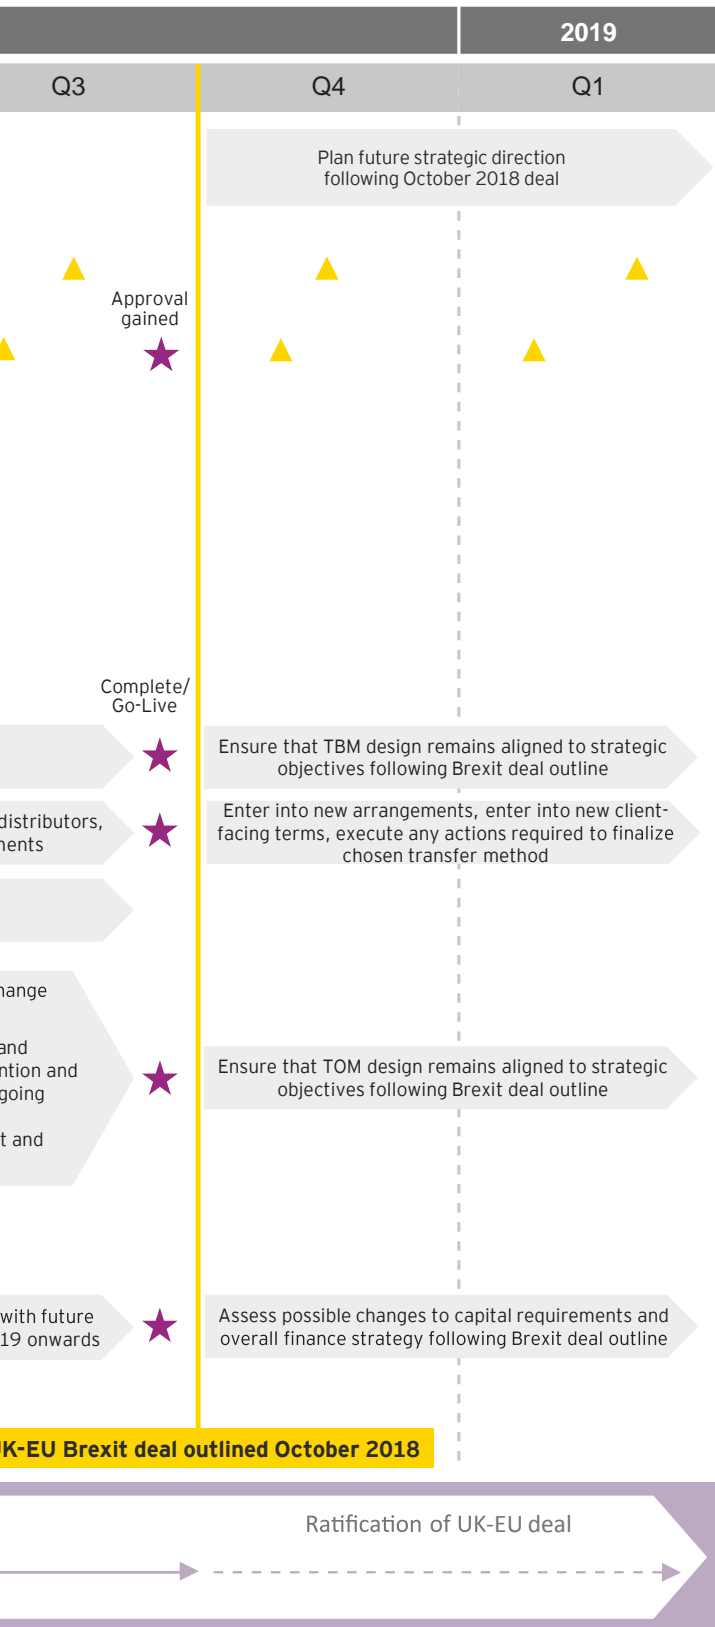 2019
Q3
Q4
Q1
Plan future strategic direction
following October 2018 deal
Approval
gained
Complete/
Go-Live
Ensure that TBM design remains aligned to strategic
objectives following Brexit deal outline
distributors,
Enter into new arrangements, enter into new client-
facing terms, execute any actions required to finalize
chosen transfer method
and
and
going
t and
Ensure that TOM design remains aligned to strategic
objectives following Brexit deal outline
with future
19 onwards
Assess possible changes to capital requirements and
overall finance strategy following Brexit deal outline
UK-EU Brexit deal outlined October 2018
Ratification of UK-EU deal